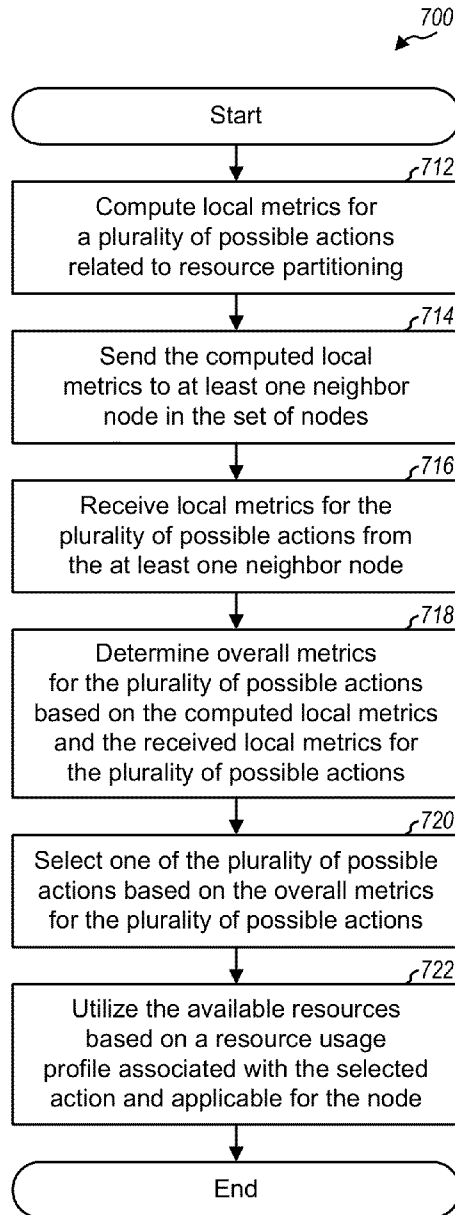 700
Start
712
Compute local metrics for
a plurality of possible actions
related to resource partitioning
714
Send the computed local
metrics to at least one neighbor
node in the set of nodes
716
Receive local metrics for the
plurality of possible actions from
the at least one neighbor node
718
Determine overall metrics
for the plurality of possible actions
based on the computed local metrics
and the received local metrics for
the plurality of possible actions
720
Select one of the plurality of possible
actions based on the overall metrics
for the plurality of possible actions
722
Utilize the available resources
based on a resource usage
profile associated with the selected
action and applicable for the node
End